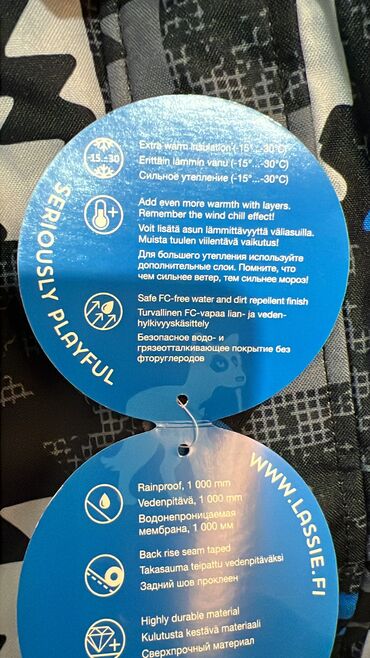 SERIOUSLY PLAYFUL
-15...-30
Extra warm insulation (-15°...-30°C)
Erittäin lämmin vanu (-15°...-30°C)
Сильное утепление (-15°...-30°C)
Add even more warmth with layers.
Remember the wind chill effect!
Voit lisätä asun lämmittävyyttä väliasuilla.
Muista tuulen viilentävä vaikutus!
Для большего утепления используйте
дополнительные слои. Помните, что
чем сильнее ветер, тем сильнее мороз!
Safe FC-free water and dirt repellent finish
Turvallinen FC-vapaa lian- ja veden-
hylkivyyskäsittely
Безопасное водо- и
грязеотталкивающее покрытие без
фторуглеродов
WWW.LASSIE.FI
Rainproof, 1 000 mm
Vedenpitävä, 1 000 mm
Водонепроницаемая
мембрана, 1 000 мм
Back rise seam taped
Takasauma teipattu vedenpitäväksi
Задний шов проклеен
Highly durable material
Kulutusta kestävä materiaali
Сверхпрочный материал